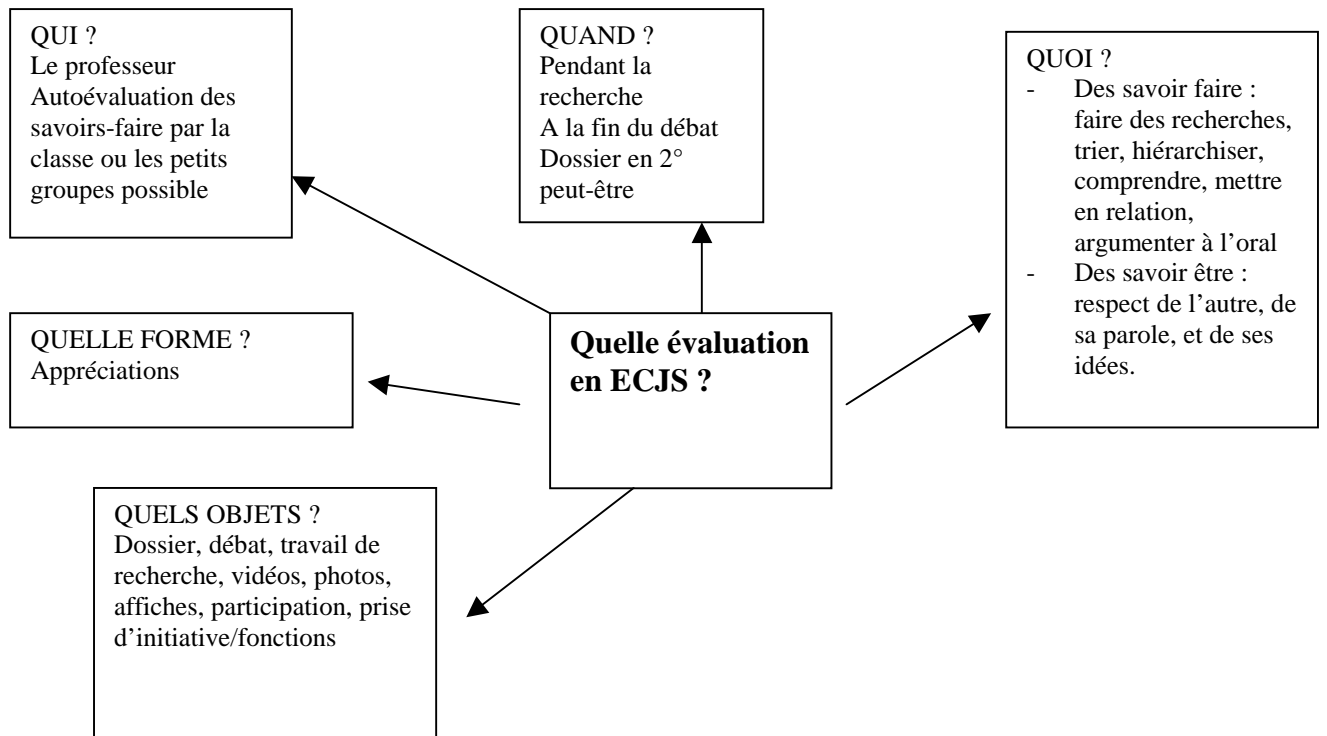 QUI ?
Le professeur
Autoévaluation des
savoirs-faire par la
classe ou les petits
groupes possible
QUAND ?
Pendant la
recherche
A la fin du débat
Dossier en 2°
peut-être
QUOI ?
- Des savoir faire :
faire des recherches,
trier, hiérarchiser,
comprendre, mettre
en relation,
argumenter à l’oral
- Des savoir être :
respect de l’autre, de
sa parole, et de ses
idées.
QUELLE FORME ?
Appréciations
Quelle évaluation
en ECJS ?
QUELS OBJETS ?
Dossier, débat, travail de
recherche, vidéos, photos,
affiches, participation, prise
d’initiative/fonctions